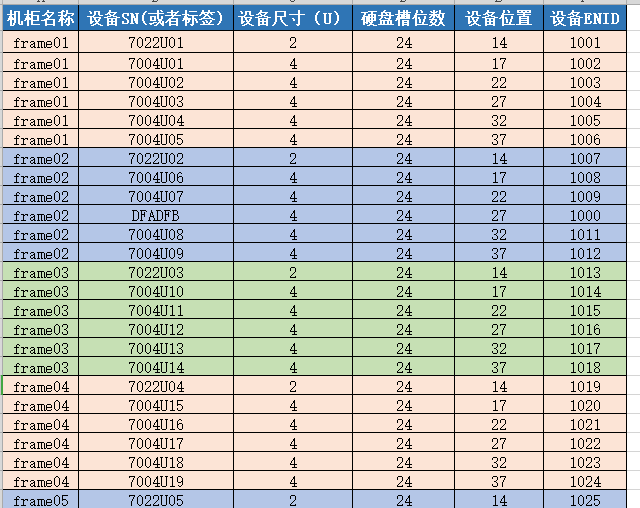 机柜名称 设备SN(或者标签) 设备尺寸（U） 硬盘槽位数 设备位置 设备ENID
frame01 7022U01 2 24 14 1001
frame01 7004U01 4 24 17 1002
frame01 7004U02 4 24 22 1003
frame01 7004U03 4 24 27 1004
frame01 7004U04 4 24 32 1005
frame01 7004U05 4 24 37 1006
frame02 7022U02 2 24 14 1007
frame02 7004U06 4 24 17 1008
frame02 7004U07 4 24 22 1009
frame02 DFADFB 4 24 27 1000
frame02 7004U08 4 24 32 1011
frame02 7004U09 4 24 37 1012
frame03 7022U03 2 24 14 1013
frame03 7004U10 4 24 17 1014
frame03 7004U11 4 24 22 1015
frame03 7004U12 4 24 27 1016
frame03 7004U13 4 24 32 1017
frame03 7004U14 4 24 37 1018
frame04 7022U04 2 24 14 1019
frame04 7004U15 4 24 17 1020
frame04 7004U16 4 24 22 1021
frame04 7004U17 4 24 27 1022
frame04 7004U18 4 24 32 1023
frame04 7004U19 4 24 37 1024
frame05 7022U05 2 24 14 1025